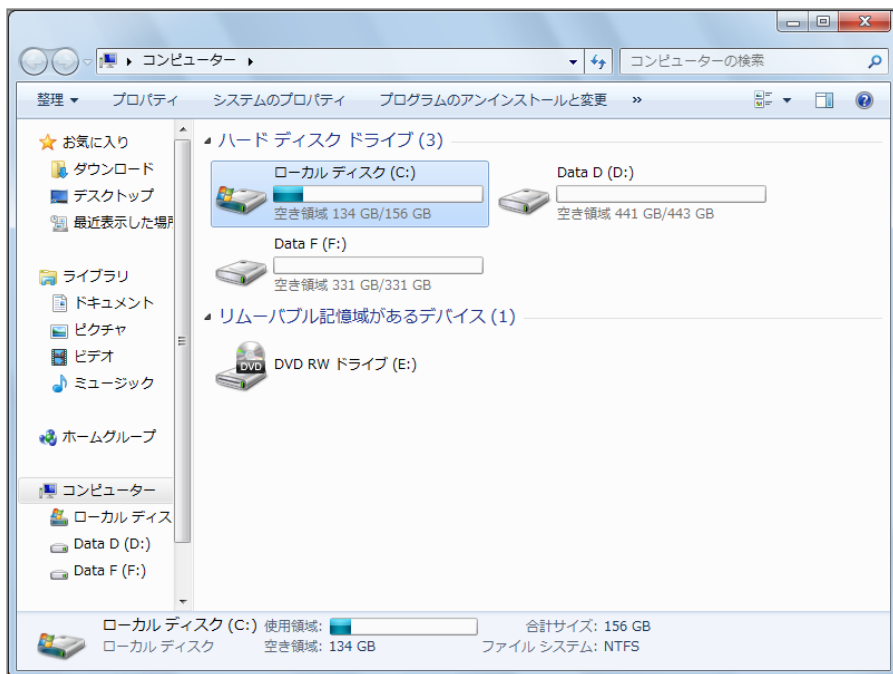 コンピューター
コンピューターの検索
整理 プロパティ システムのプロパティ プログラムのアンインストールと変更 »
お気に入り
ダウンロード
デスクトップ
最近表示した場所
ライブラリ
ドキュメント
ピクチャ
ビデオ
ミュージック
ホームグループ
コンピューター
ローカル ディス
Data D (D:)
Data F (F:)
ハード ディスク ドライブ (3)
ローカル ディスク (C:)
空き領域 134 GB/156 GB
Data D (D:)
空き領域 441 GB/443 GB
Data F (F:)
空き領域 331 GB/331 GB
リムーバブル記憶域があるデバイス (1)
DVD
DVD RW ドライブ (E:)
ローカル ディスク (C:) 使用領域: 合計サイズ: 156 GB
ローカル ディスク 空き領域: 134 GB ファイル システム: NTFS